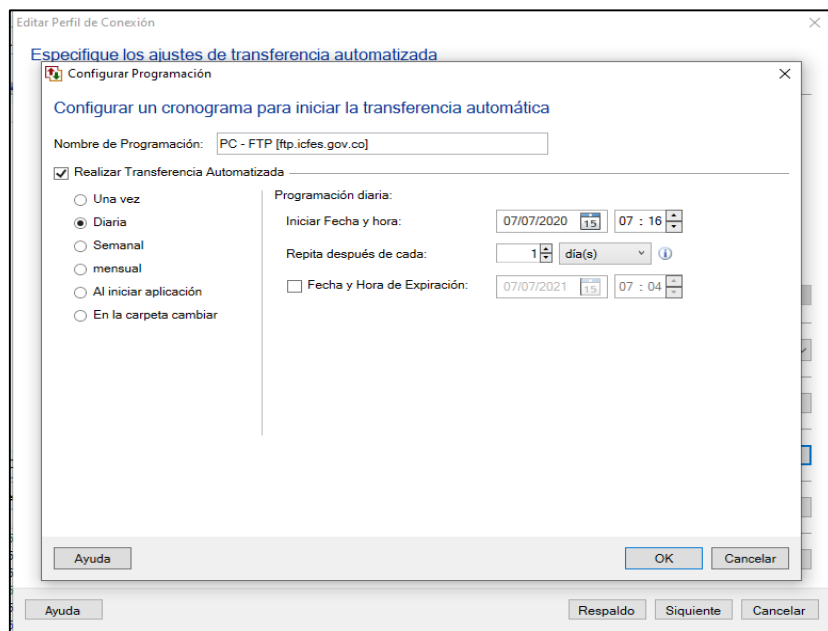 Editar Perfil de Conexión
Especifique los ajustes de transferencia automatizada
Configurar Programación
Configurar un cronograma para iniciar la transferencia automática
Nombre de Programación: PC - FTP [ftp.icfes.gov.co]
Realizar Transferencia Automatizada
Una vez
Diaria
Semanal
mensual
Al iniciar aplicación
En la carpeta cambiar
Programación diaria:
Iniciar Fecha y hora: 07/07/2020 15 07 : 16
Repita después de cada: 1 día(s)
Fecha y Hora de Expiración: 07/07/2021 15 07 : 04
Ayuda OK Cancelar
Ayuda Respaldo Siguiente Cancelar